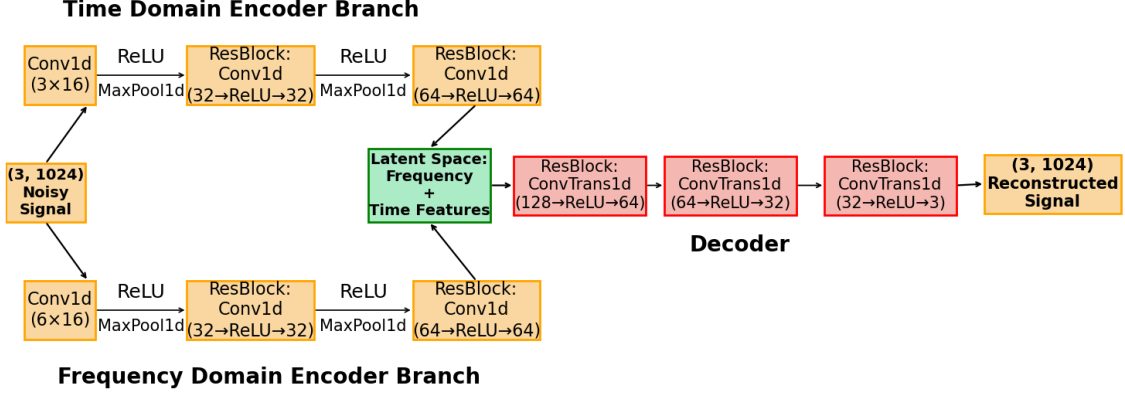 Time Domain Encoder Branch
Conv1d
(3×16)
ReLU
MaxPool1d
ResBlock:
Conv1d
(32→ReLU→32)
ReLU
MaxPool1d
ResBlock:
Conv1d
(64→ReLU→64)
(3, 1024)
Noisy
Signal
Latent Space:
Frequency
+
Time Features
ResBlock:
ConvTrans1d
(128→ReLU→64)
ResBlock:
ConvTrans1d
(64→ReLU→32)
ResBlock:
ConvTrans1d
(32→ReLU→3)
(3, 1024)
Reconstructed
Signal
Decoder
Conv1d
(6×16)
ReLU
MaxPool1d
ResBlock:
Conv1d
(32→ReLU→32)
ReLU
MaxPool1d
ResBlock:
Conv1d
(64→ReLU→64)
Frequency Domain Encoder Branch